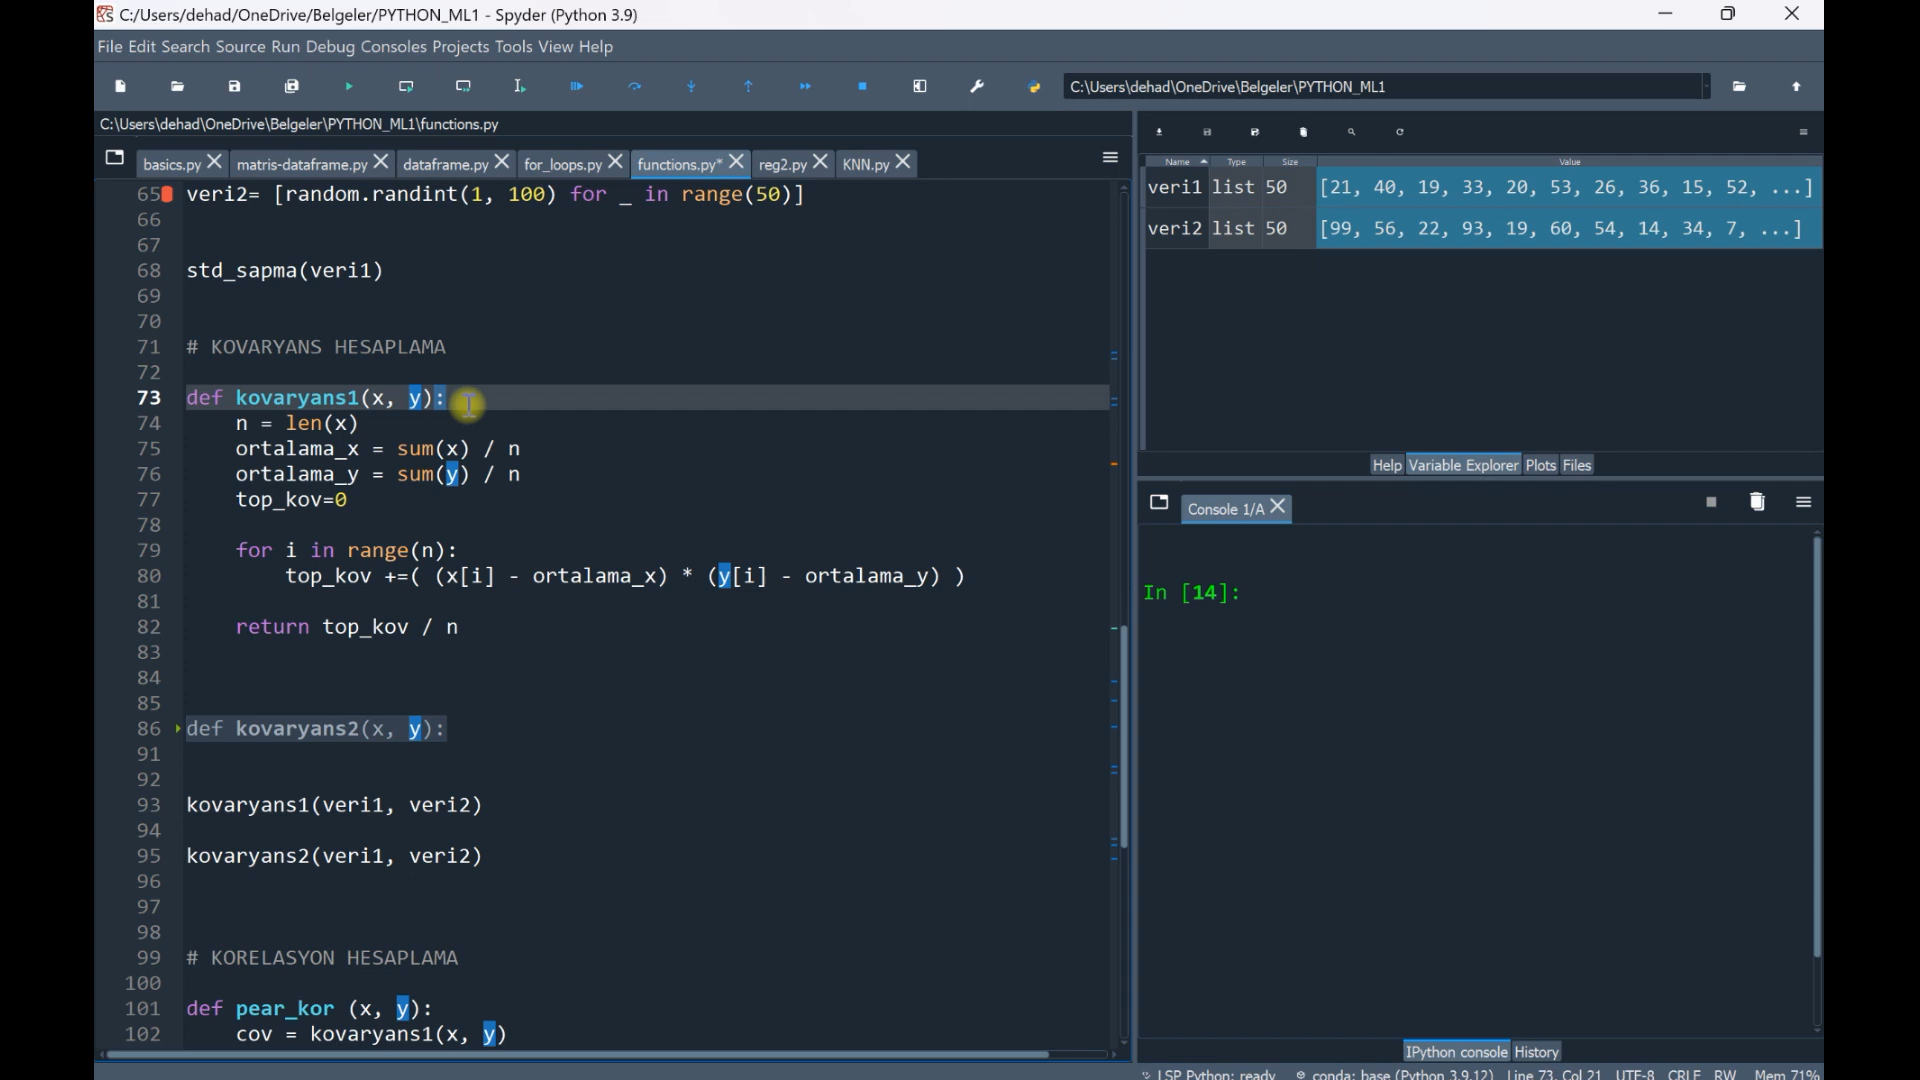 C:/Users/dehad/OneDrive/Belgeler/PYTHON_ML1 - Spyder (Python 3.9)
File Edit Search Source Run Debug Consoles Projects Tools View Help
C:\Users\dehad\OneDrive\Belgeler\PYTHON_ML1
C:\Users\dehad\OneDrive\Belgeler\PYTHON_ML1\functions.py
basics.py matris-dataframe.py dataframe.py for_loops.py functions.py* reg2.py KNN.py
65 veri2= [random.randint(1, 100) for _ in range(50)]
66
67
68 std_sapma(veri1)
69
70
71 # KOVARYANS HESAPLAMA
72
73 def kovaryans1(x, y):
74 n = len(x)
75 ortalama_x = sum(x) / n
76 ortalama_y = sum(y) / n
77 top_kov=0
78
79 for i in range(n):
80 top_kov +=( (x[i] - ortalama_x) * (y[i] - ortalama_y) )
81
82 return top_kov / n
83
84
85
86 def kovaryans2(x, y):
91
92
93 kovaryans1(veri1, veri2)
94
95 kovaryans2(veri1, veri2)
96
97
98
99 # KORELASYON HESAPLAMA
100
101 def pear_kor (x, y):
102 cov = kovaryans1(x, y)
Name Type Size Value
veri1 list 50 [21, 40, 19, 33, 20, 53, 26, 36, 15, 52, ...]
veri2 list 50 [99, 56, 22, 93, 19, 60, 54, 14, 34, 7, ...]
Help Variable Explorer Plots Files
Console 1/A
In [14]:
IPython console History
LSP Python: ready conda: base (Python 3.9.12) Line 73, Col 21 UTF-8 CRLF RW Mem 71%